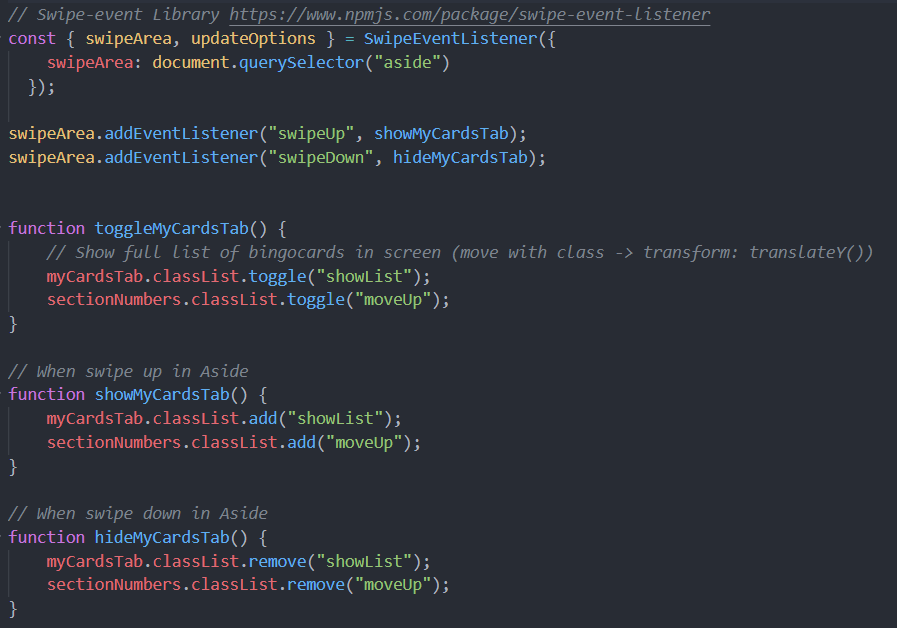 // Swipe-event Library https://www.npmjs.com/package/swipe-event-listener
const { swipeArea, updateOptions } = SwipeEventListener({
    swipeArea: document.querySelector("aside")
  });

swipeArea.addEventListener("swipeUp", showMyCardsTab);
swipeArea.addEventListener("swipeDown", hideMyCardsTab);


function toggleMyCardsTab() {
    // Show full list of bingocards in screen (move with class -> transform: translateY())
    myCardsTab.classList.toggle("showList");
    sectionNumbers.classList.toggle("moveUp");
}

// When swipe up in Aside
function showMyCardsTab() {
    myCardsTab.classList.add("showList");
    sectionNumbers.classList.add("moveUp");
}

// When swipe down in Aside
function hideMyCardsTab() {
    myCardsTab.classList.remove("showList");
    sectionNumbers.classList.remove("moveUp");
}